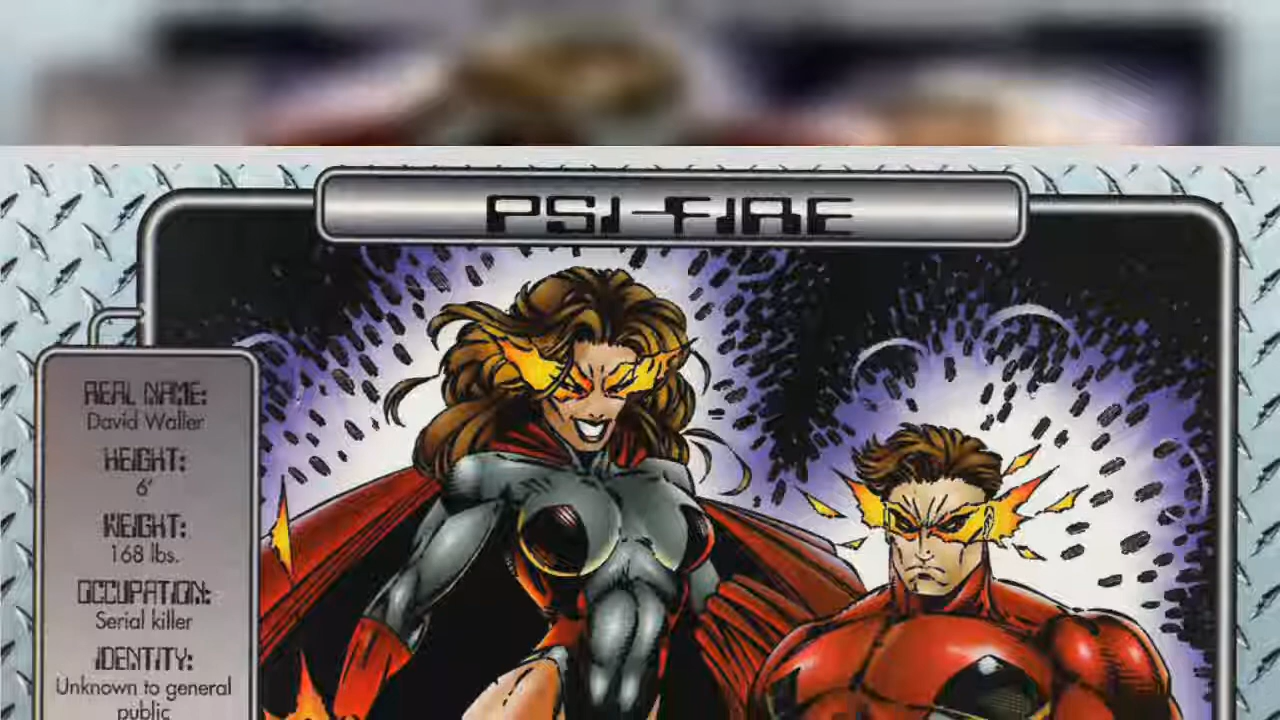 PSI-FIRE
REAL NAME:
David Waller
HEIGHT:
6'
WEIGHT:
168 lbs.
OCCUPATION:
Serial killer
IDENTITY:
Unknown to general
public